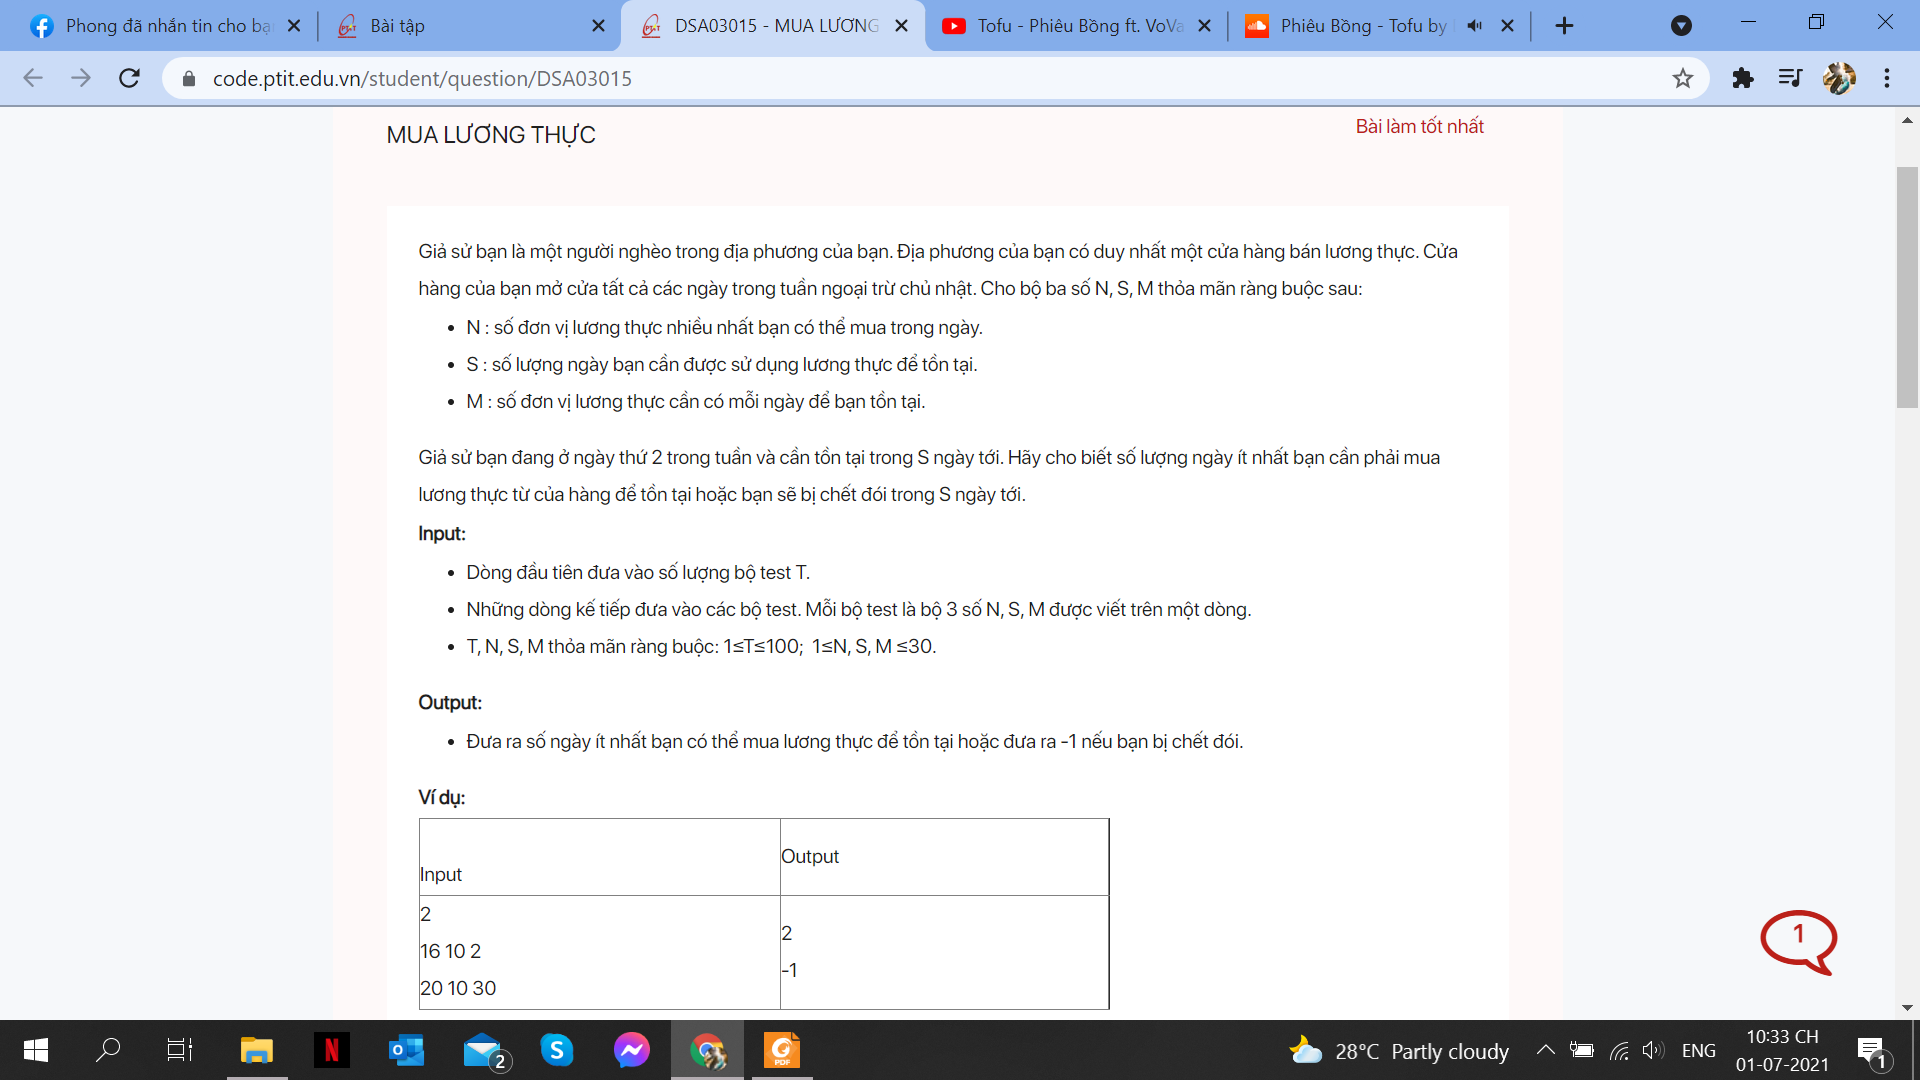 Phong đã nhắn tin cho bạ
Bài tập
DSA03015 - MUA LƯƠNG
Tofu - Phiêu Bồng ft. VoVa
Phiêu Bồng - Tofu by
code.ptit.edu.vn/student/question/DSA03015
MUA LƯƠNG THỰC
Bài làm tốt nhất
Giả sử bạn là một người nghèo trong địa phương của bạn. Địa phương của bạn có duy nhất một cửa hàng bán lương thực. Cửa
hàng của bạn mở cửa tất cả các ngày trong tuần ngoại trừ chủ nhật. Cho bộ ba số N, S, M thỏa mãn ràng buộc sau:
• N : số đơn vị lương thực nhiều nhất bạn có thể mua trong ngày.
• S : số lượng ngày bạn cần được sử dụng lương thực để tồn tại.
• M : số đơn vị lương thực cần có mỗi ngày để bạn tồn tại.
Giả sử bạn đang ở ngày thứ 2 trong tuần và cần tồn tại trong S ngày tới. Hãy cho biết số lượng ngày ít nhất bạn cần phải mua
lương thực từ của hàng để tồn tại hoặc bạn sẽ bị chết đói trong S ngày tới.
Input:
• Dòng đầu tiên đưa vào số lượng bộ test T.
• Những dòng kế tiếp đưa vào các bộ test. Mỗi bộ test là bộ 3 số N, S, M được viết trên một dòng.
• T, N, S, M thỏa mãn ràng buộc: 1≤T≤100;  1≤N, S, M ≤30.
Output:
• Đưa ra số ngày ít nhất bạn có thể mua lương thực để tồn tại hoặc đưa ra -1 nếu bạn bị chết đói.
Ví dụ:
Input
Output
2
16 10 2
20 10 30
2
-1
1
2
28°C Partly cloudy
ENG
10:33 CH
01-07-2021
1